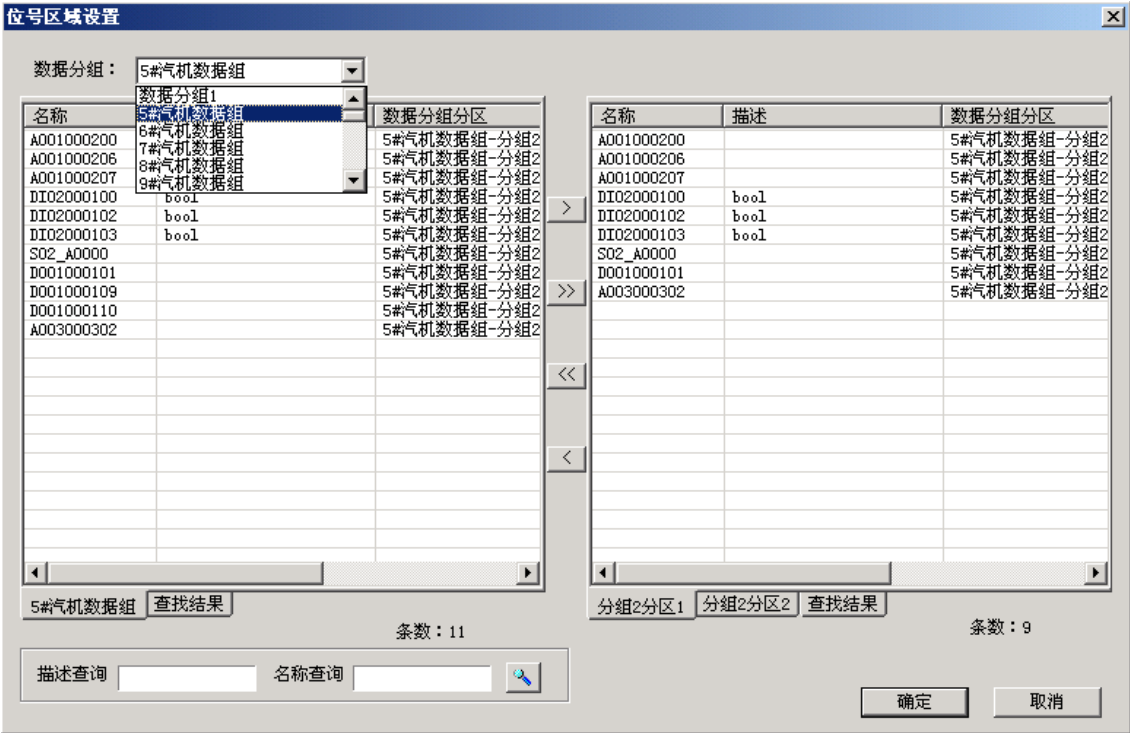 位号区域设置
数据分组： 5#汽机数据组
数据分组1
5#汽机数据组
6#汽机数据组
7#汽机数据组
8#汽机数据组
9#汽机数据组
名称 数据分组分区
A001000200 5#汽机数据组-分组2
A001000206 5#汽机数据组-分组2
A001000207 5#汽机数据组-分组2
DI02000100 bool 5#汽机数据组-分组2
DI02000102 bool 5#汽机数据组-分组2
DI02000103 bool 5#汽机数据组-分组2
S02_A0000 5#汽机数据组-分组2
D001000101 5#汽机数据组-分组2
D001000109 5#汽机数据组-分组2
D001000110 5#汽机数据组-分组2
A003000302 5#汽机数据组-分组2
5#汽机数据组 查找结果
条数：11
>
>>
<<
<
名称 描述 数据分组分区
A001000200 5#汽机数据组-分组2
A001000206 5#汽机数据组-分组2
A001000207 5#汽机数据组-分组2
DI02000100 bool 5#汽机数据组-分组2
DI02000102 bool 5#汽机数据组-分组2
DI02000103 bool 5#汽机数据组-分组2
S02_A0000 5#汽机数据组-分组2
D001000101 5#汽机数据组-分组2
A003000302 5#汽机数据组-分组2
分组2分区1 分组2分区2 查找结果
条数：9
描述查询 名称查询
确定 取消